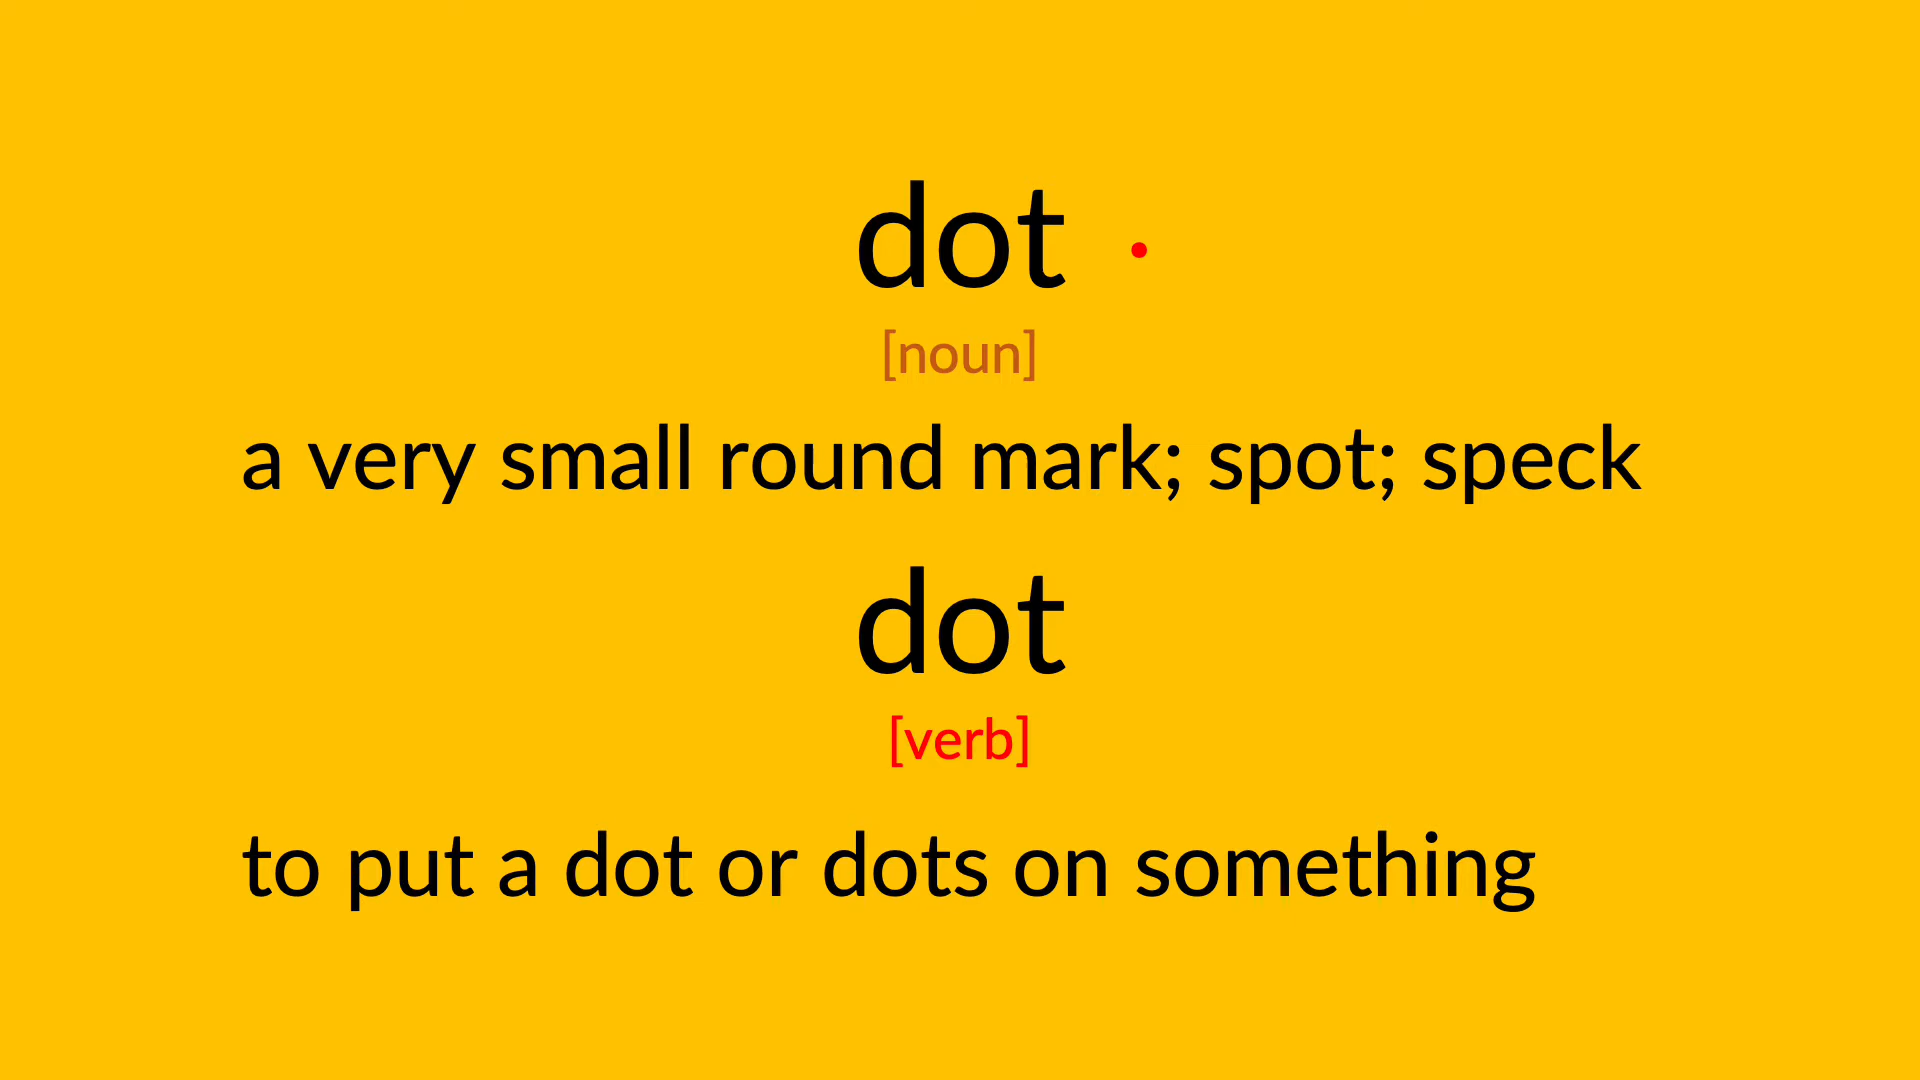 dot
[noun]
a very small round mark; spot; speck
dot
[verb]
to put a dot or dots on something